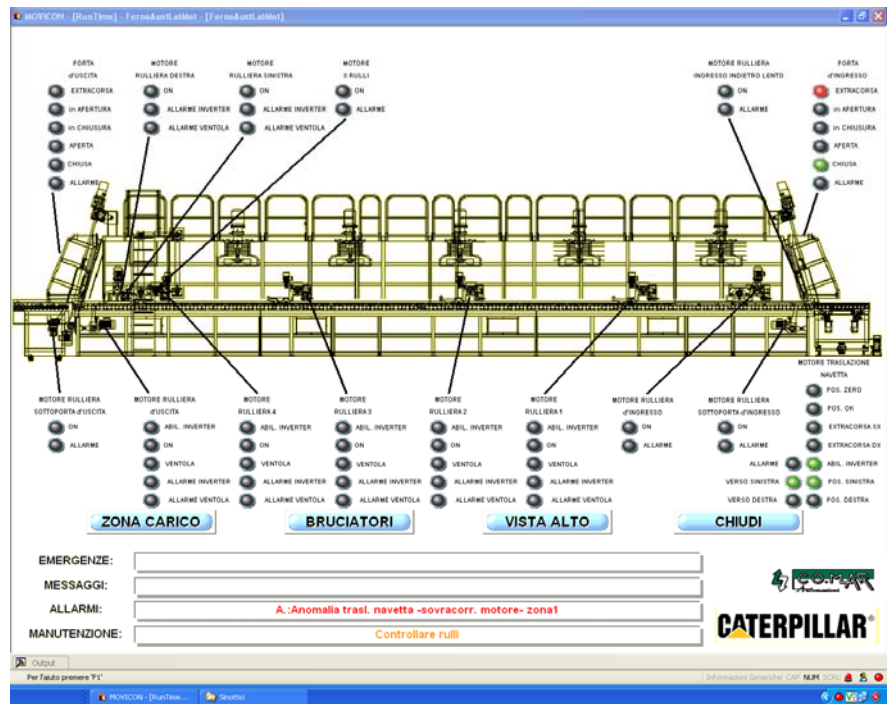 MOVICON - [RunTime] - FornoAustLatMot - [FornoAustLatMot]
PORTA
d'USCITA
EXTRACORSA
in APERTURA
in CHIUSURA
APERTA
CHIUSA
ALLARME
MOTORE
RULLIERA DESTRA
ON
ALLARME INVERTER
ALLARME VENTOLA
MOTORE
RULLIERA SINISTRA
ON
ALLARME INVERTER
ALLARME VENTOLA
MOTORE
3 RULLI
ON
ALLARME
MOTORE RULLIERA
INGRESSO INDIETRO LENTO
ON
ALLARME
PORTA
d'INGRESSO
EXTRACORSA
in APERTURA
in CHIUSURA
APERTA
CHIUSA
ALLARME
MOTORE RULLIERA
SOTTOPORTA d'USCITA
ON
ALLARME
MOTORE RULLIERA
d'USCITA
ABIL. INVERTER
ON
VENTOLA
ALLARME INVERTER
ALLARME VENTOLA
MOTORE
RULLIERA 4
ABIL. INVERTER
ON
VENTOLA
ALLARME INVERTER
ALLARME VENTOLA
MOTORE
RULLIERA 3
ABIL. INVERTER
ON
VENTOLA
ALLARME INVERTER
ALLARME VENTOLA
MOTORE
RULLIERA 2
ABIL. INVERTER
ON
VENTOLA
ALLARME INVERTER
ALLARME VENTOLA
MOTORE
RULLIERA 1
ABIL. INVERTER
ON
VENTOLA
ALLARME INVERTER
ALLARME VENTOLA
MOTORE RULLIERA
d'INGRESSO
ON
ALLARME
MOTORE RULLIERA
SOTTOPORTA d'INGRESSO
ON
ALLARME
MOTORE TRASLAZIONE
NAVETTA
POS. ZERO
POS. OK
EXTRACORSA SX
EXTRACORSA DX
ALLARME ABIL. INVERTER
VERSO SINISTRA POS. SINISTRA
VERSO DESTRA POS. DESTRA
ZONA CARICO
BRUCIATORI
VISTA ALTO
CHIUDI
EMERGENZE:
MESSAGGI:
ALLARMI: A.:Anomalia trasl. navetta -sovracorr. motore- zona1
MANUTENZIONE: Controllare rulli
CO.MAR
Automazioni
CATERPILLAR®
Output
Per l'aiuto premere 'F1'
Informazioni Generiche CAP NUM SCRL
MOVICON - [RunTime...
Sinottici